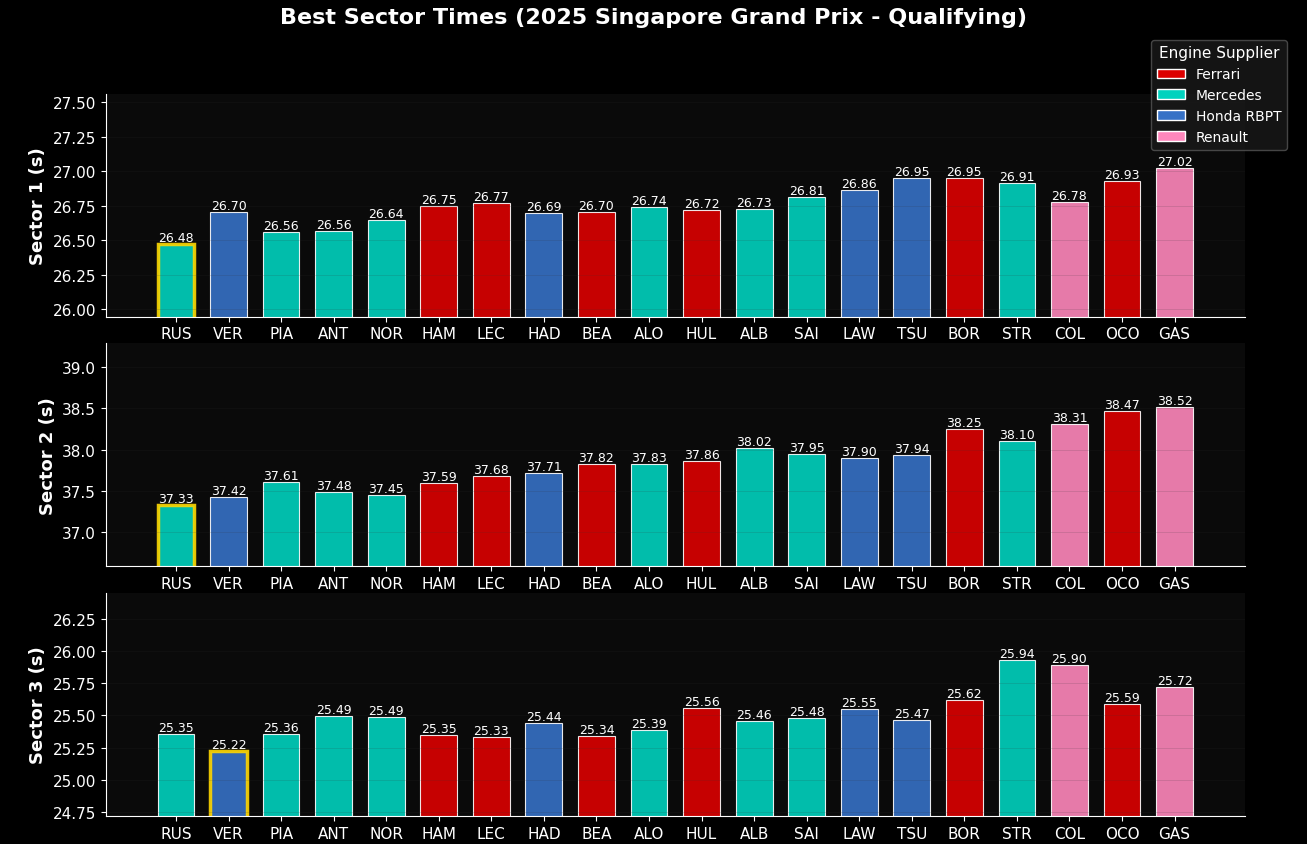 Best Sector Times (2025 Singapore Grand Prix - Qualifying)
Engine Supplier
Ferrari
Mercedes
Honda RBPT
Renault
Sector 1 (s)
27.50
27.25
27.00
26.75
26.50
26.25
26.00
26.48 26.70 26.56 26.56 26.64 26.75 26.77 26.69 26.70 26.74 26.72 26.73 26.81 26.86 26.95 26.95 26.91 26.78 26.93 27.02
RUS VER PIA ANT NOR HAM LEC HAD BEA ALO HUL ALB SAI LAW TSU BOR STR COL OCO GAS
Sector 2 (s)
39.0
38.5
38.0
37.5
37.0
37.33 37.42 37.61 37.48 37.45 37.59 37.68 37.71 37.82 37.83 37.86 38.02 37.95 37.90 37.94 38.25 38.10 38.31 38.47 38.52
RUS VER PIA ANT NOR HAM LEC HAD BEA ALO HUL ALB SAI LAW TSU BOR STR COL OCO GAS
Sector 3 (s)
26.25
26.00
25.75
25.50
25.25
25.00
24.75
25.35 25.22 25.36 25.49 25.49 25.35 25.33 25.44 25.34 25.39 25.56 25.46 25.48 25.55 25.47 25.62 25.94 25.90 25.59 25.72
RUS VER PIA ANT NOR HAM LEC HAD BEA ALO HUL ALB SAI LAW TSU BOR STR COL OCO GAS